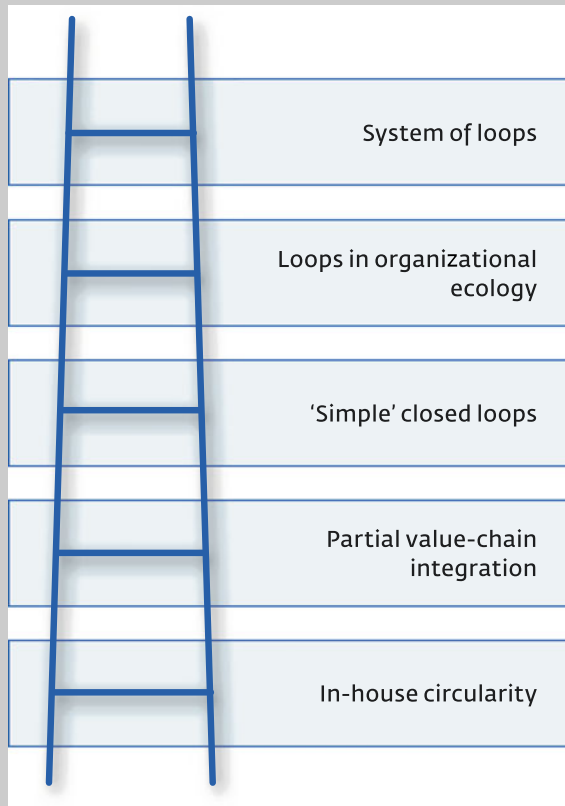 System of loops
Loops in organizational
ecology
‘Simple’ closed loops
Partial value-chain
integration
In-house circularity